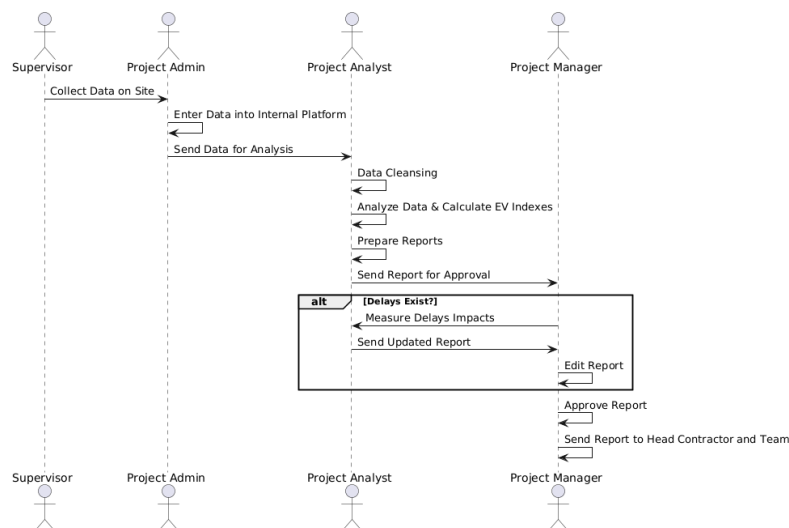 Supervisor Project Admin Project Analyst Project Manager
Collect Data on Site
Enter Data into Internal Platform
Send Data for Analysis
Data Cleansing
Analyze Data & Calculate EV Indexes
Prepare Reports
Send Report for Approval
alt [Delays Exist?]
Measure Delays Impacts
Send Updated Report
Edit Report
Approve Report
Send Report to Head Contractor and Team
Supervisor Project Admin Project Analyst Project Manager